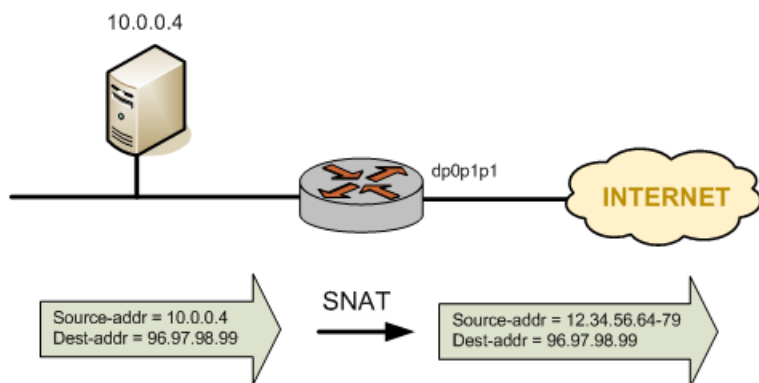 10.0.0.4
dp0p1p1
INTERNET
Source-addr = 10.0.0.4
Dest-addr = 96.97.98.99
SNAT
Source-addr = 12.34.56.64-79
Dest-addr = 96.97.98.99